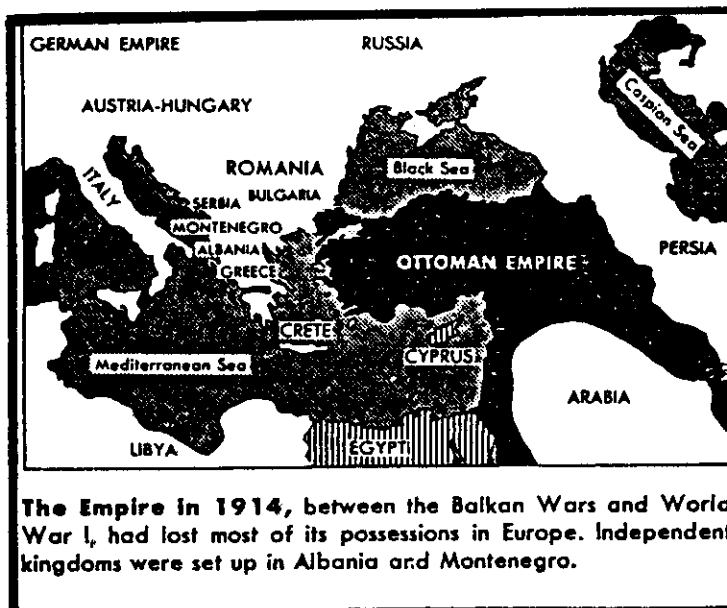 GERMAN EMPIRE
RUSSIA
AUSTRIA-HUNGARY
Caspian Sea
ITALY
ROMANIA
Black Sea
SERBIA
BULGARIA
MONTENEGRO
ALBANIA
GREECE
OTTOMAN EMPIRE
PERSIA
CRETE
CYPRUS
Mediterranean Sea
ARABIA
LIBYA
EGYPT
The Empire in 1914, between the Balkan Wars and World
War I, had lost most of its possessions in Europe. Independent
kingdoms were set up in Albania and Montenegro.